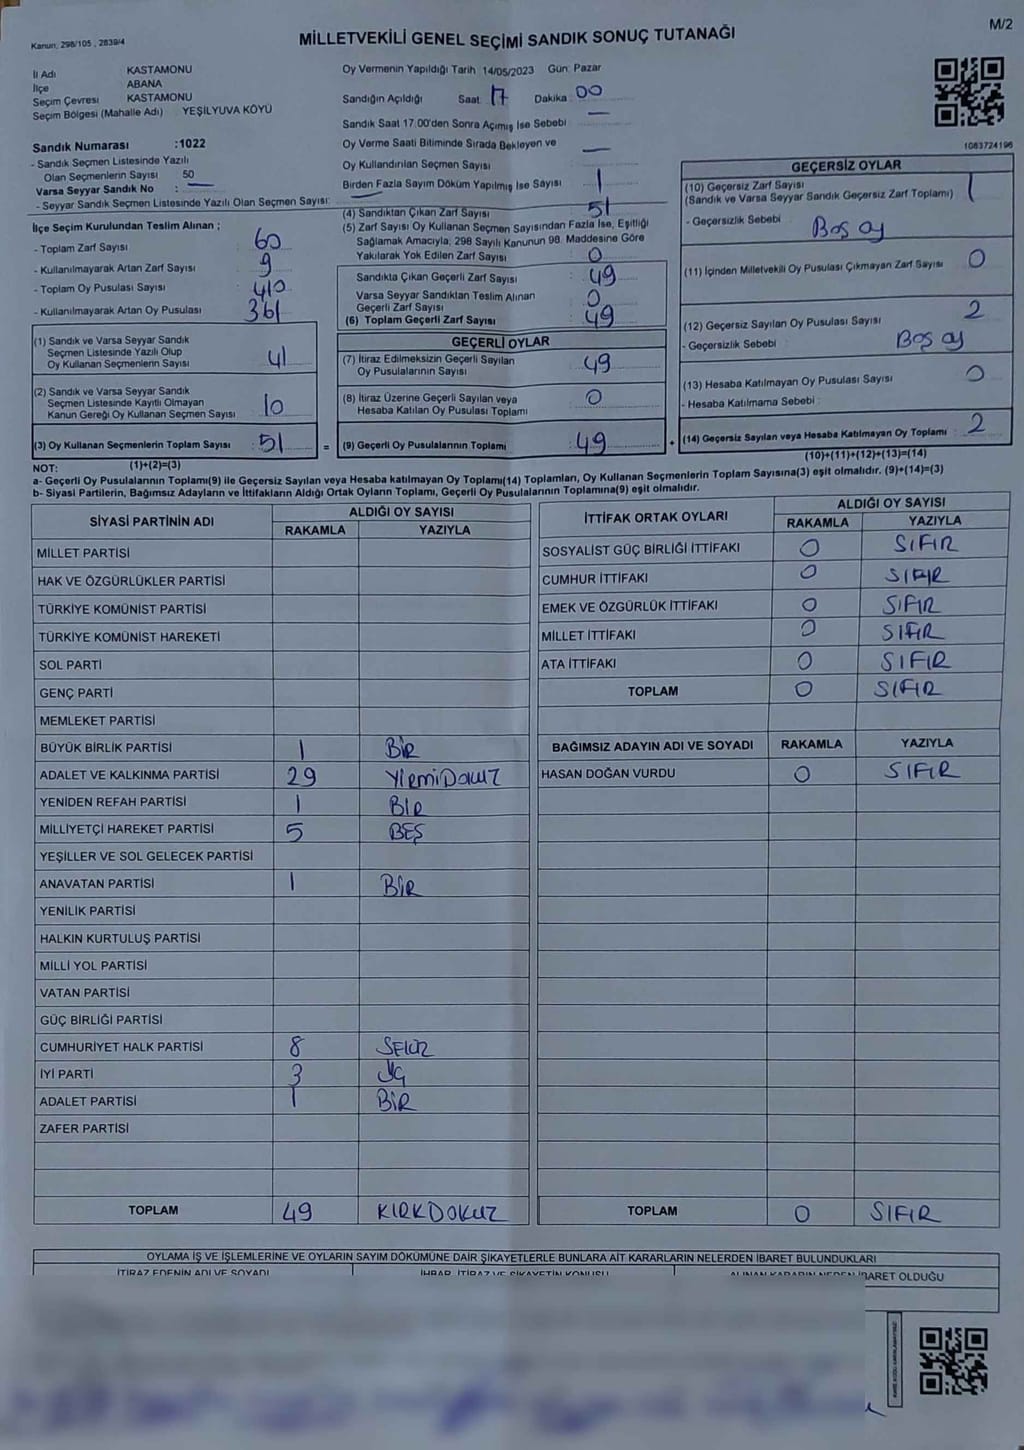 M/2
Kanun; 298/105 , 2839/4
MİLLETVEKİLİ GENEL SEÇİMİ SANDIK SONUÇ TUTANAĞI
İl Adı KASTAMONU
İlçe ABANA
Seçim Çevresi KASTAMONU
Seçim Bölgesi (Mahalle Adı) YEŞİLYUVA KÖYÜ
Oy Vermenin Yapıldığı Tarih 14/05/2023 Gün: Pazar
Sandığın Açıldığı Saat 17 Dakika 00
Sandık Saat 17:00'den Sonra Açımış İse Sebebi
Oy Verme Saati Bitiminde Sırada Bekleyen ve
Oy Kullandırılan Seçmen Sayısı —
Birden Fazla Sayım Döküm Yapılmış İse Sayısı 1
Sandık Numarası :1022
- Sandık Seçmen Listesinde Yazılı
Olan Seçmenlerin Sayısı 50
Varsa Seyyar Sandık No : —
- Seyyar Sandık Seçmen Listesinde Yazılı Olan Seçmen Sayısı: —
İlçe Seçim Kurulundan Teslim Alınan ;
- Toplam Zarf Sayısı 60
- Kullanılmayarak Artan Zarf Sayısı 9
- Toplam Oy Pusulası Sayısı 410
- Kullanılmayarak Artan Oy Pusulası 361
(1) Sandık ve Varsa Seyyar Sandık
Seçmen Listesinde Yazılı Olup
Oy Kullanan Seçmenlerin Sayısı 41
(2) Sandık ve Varsa Seyyar Sandık
Seçmen Listesinde Kayıtlı Olmayan
Kanun Gereği Oy Kullanan Seçmen Sayısı 10
(3) Oy Kullanan Seçmenlerin Toplam Sayısı : 51 =
(1)+(2)=(3)
(4) Sandıktan Çıkan Zarf Sayısı 51
(5) Zarf Sayısı Oy Kullanan Seçmen Sayısından Fazla İse, Eşitliği
Sağlamak Amacıyla; 298 Sayılı Kanunun 98. Maddesine Göre
Yakılarak Yok Edilen Zarf Sayısı 0
Sandıkta Çıkan Geçerli Zarf Sayısı 49
Varsa Seyyar Sandıktan Teslim Alınan
Geçerli Zarf Sayısı 0
(6) Toplam Geçerli Zarf Sayısı 49
GEÇERLİ OYLAR
(7) İtiraz Edilmeksizin Geçerli Sayılan
Oy Pusulalarının Sayısı 49
(8) İtiraz Üzerine Geçerli Sayılan veya
Hesaba Katılan Oy Pusulası Toplamı 0
(9) Geçerli Oy Pusulalarının Toplamı : 49 +
1083724196
GEÇERSİZ OYLAR
(10) Geçersiz Zarf Sayısı
(Sandık ve Varsa Seyyar Sandık Geçersiz Zarf Toplamı) 1
- Geçersizlik Sebebi : Boş oy
(11) İçinden Milletvekili Oy Pusulası Çıkmayan Zarf Sayısı 0
(12) Geçersiz Sayılan Oy Pusulası Sayısı 2
- Geçersizlik Sebebi : Boş oy
(13) Hesaba Katılmayan Oy Pusulası Sayısı 0
- Hesaba Katılmama Sebebi :
(14) Geçersiz Sayılan veya Hesaba Katılmayan Oy Toplamı : 2
(10)+(11)+(12)+(13)=(14)
NOT:
a- Geçerli Oy Pusulalarının Toplamı(9) ile Geçersiz Sayılan veya Hesaba katılmayan Oy Toplamı(14) Toplamları, Oy Kullanan Seçmenlerin Toplam Sayısına(3) eşit olmalıdır. (9)+(14)=(3)
b- Siyasi Partilerin, Bağımsız Adayların ve İttifakların Aldığı Ortak Oyların Toplamı, Geçerli Oy Pusulalarının Toplamına(9) eşit olmalıdır.
SİYASİ PARTİNİN ADI ALDIĞI OY SAYISI
RAKAMLA YAZIYLA
MİLLET PARTİSİ
HAK VE ÖZGÜRLÜKLER PARTİSİ
TÜRKİYE KOMÜNİST PARTİSİ
TÜRKİYE KOMÜNİST HAREKETİ
SOL PARTİ
GENÇ PARTİ
MEMLEKET PARTİSİ
BÜYÜK BİRLİK PARTİSİ 1 BİR
ADALET VE KALKINMA PARTİSİ 29 YİRMİDOKUZ
YENİDEN REFAH PARTİSİ 1 BİR
MİLLİYETÇİ HAREKET PARTİSİ 5 BEŞ
YEŞİLLER VE SOL GELECEK PARTİSİ
ANAVATAN PARTİSİ 1 BİR
YENİLİK PARTİSİ
HALKIN KURTULUŞ PARTİSİ
MİLLİ YOL PARTİSİ
VATAN PARTİSİ
GÜÇ BİRLİĞİ PARTİSİ
CUMHURİYET HALK PARTİSİ 8 SEKİZ
İYİ PARTİ 3 ÜÇ
ADALET PARTİSİ 1 BİR
ZAFER PARTİSİ
TOPLAM 49 KIRKDOKUZ
İTTİFAK ORTAK OYLARI ALDIĞI OY SAYISI
RAKAMLA YAZIYLA
SOSYALİST GÜÇ BİRLİĞİ İTTİFAKI 0 SIFIR
CUMHUR İTTİFAKI 0 SIFIR
EMEK VE ÖZGÜRLÜK İTTİFAKI 0 SIFIR
MİLLET İTTİFAKI 0 SIFIR
ATA İTTİFAKI 0 SIFIR
TOPLAM 0 SIFIR
BAĞIMSIZ ADAYIN ADI VE SOYADI RAKAMLA YAZIYLA
HASAN DOĞAN VURDU 0 SIFIR
TOPLAM 0 SIFIR
OYLAMA İŞ VE İŞLEMLERİNE VE OYLARIN SAYIM DÖKÜMÜNE DAİR ŞİKAYETLERLE BUNLARA AİT KARARLARIN NELERDEN İBARET BULUNDUKLARI
İTİRAZ EDENİN ADI VE SOYADI İHBAR, İTİRAZ VE ŞİKAYETİN KONUSU ALINAN KARARIN NEDEN İBARET OLDUĞU